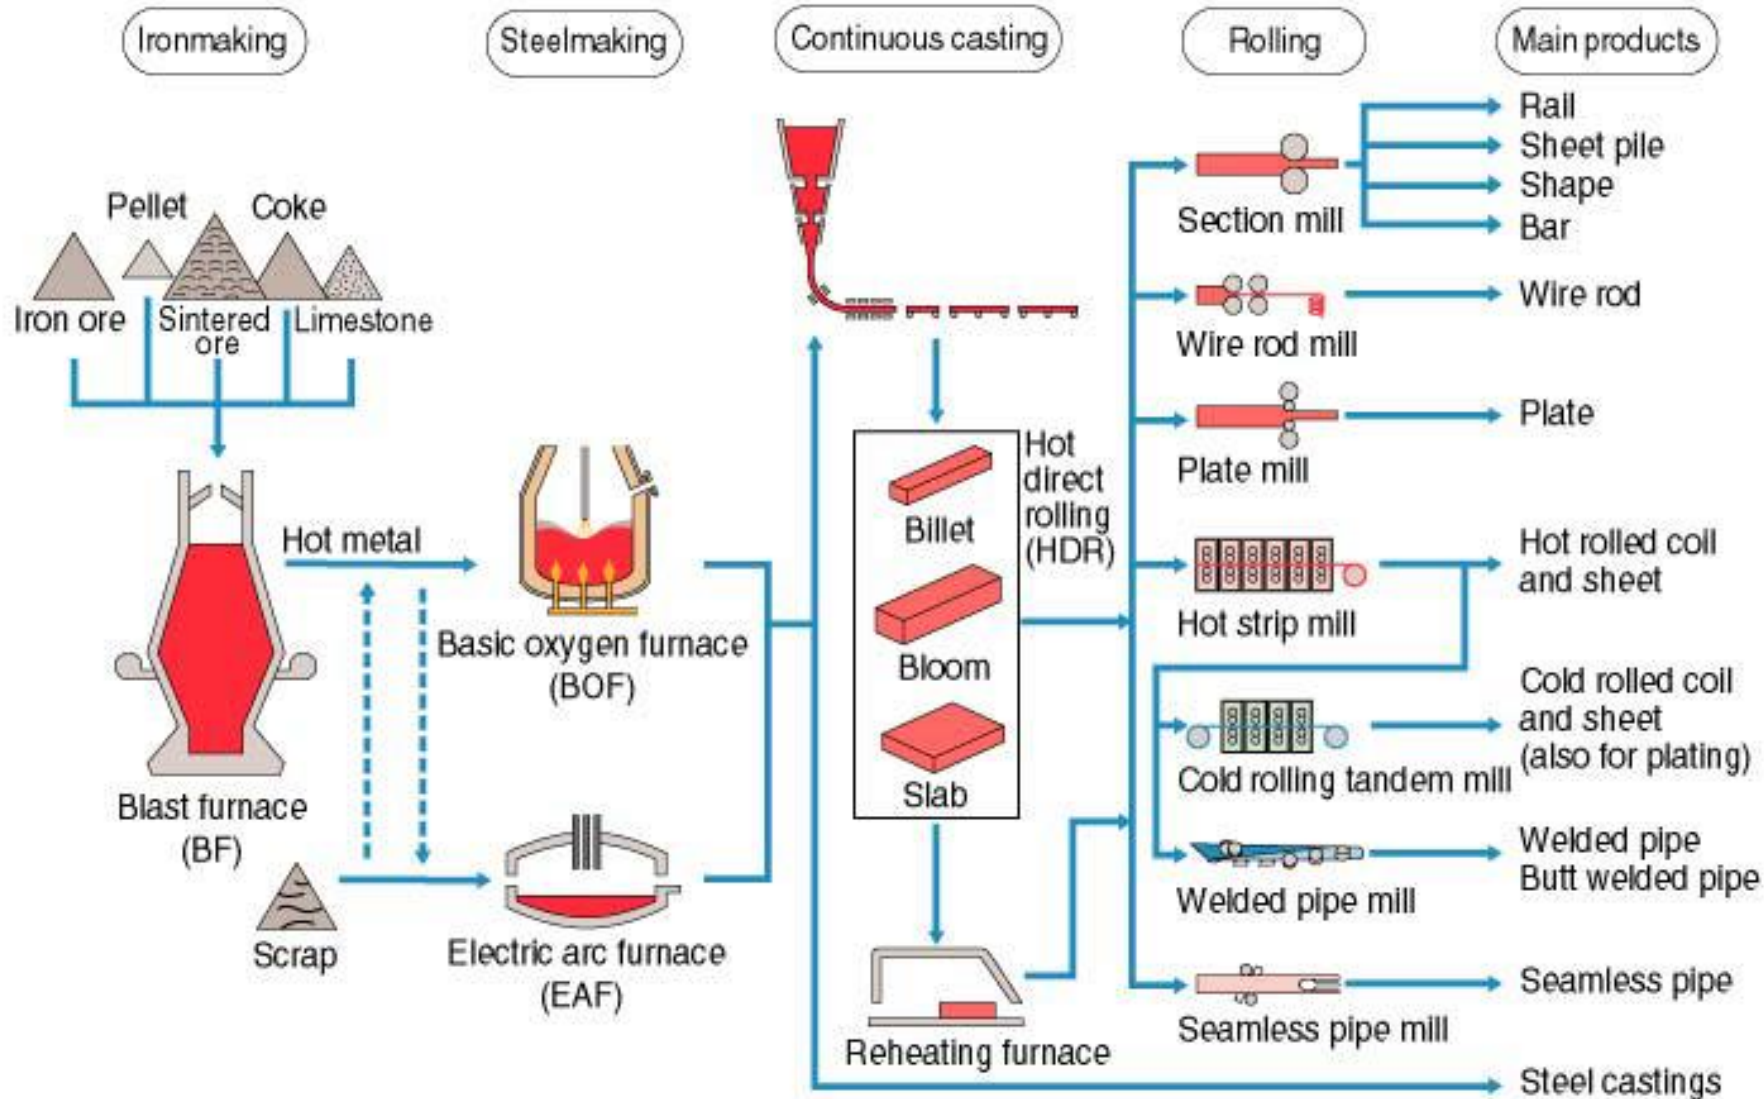 Ironmaking
Steelmaking
Continuous casting
Rolling
Main products
Pellet
Coke
Iron ore
Sintered
ore
Limestone
Hot metal
Blast furnace
(BF)
Scrap
Basic oxygen furnace
(BOF)
Electric arc furnace
(EAF)
Billet
Bloom
Slab
Hot
direct
rolling
(HDR)
Reheating furnace
Section mill
Wire rod mill
Plate mill
Hot strip mill
Cold rolling tandem mill
Welded pipe mill
Seamless pipe mill
Rail
Sheet pile
Shape
Bar
Wire rod
Plate
Hot rolled coil
and sheet
Cold rolled coil
and sheet
(also for plating)
Welded pipe
Butt welded pipe
Seamless pipe
Steel castings